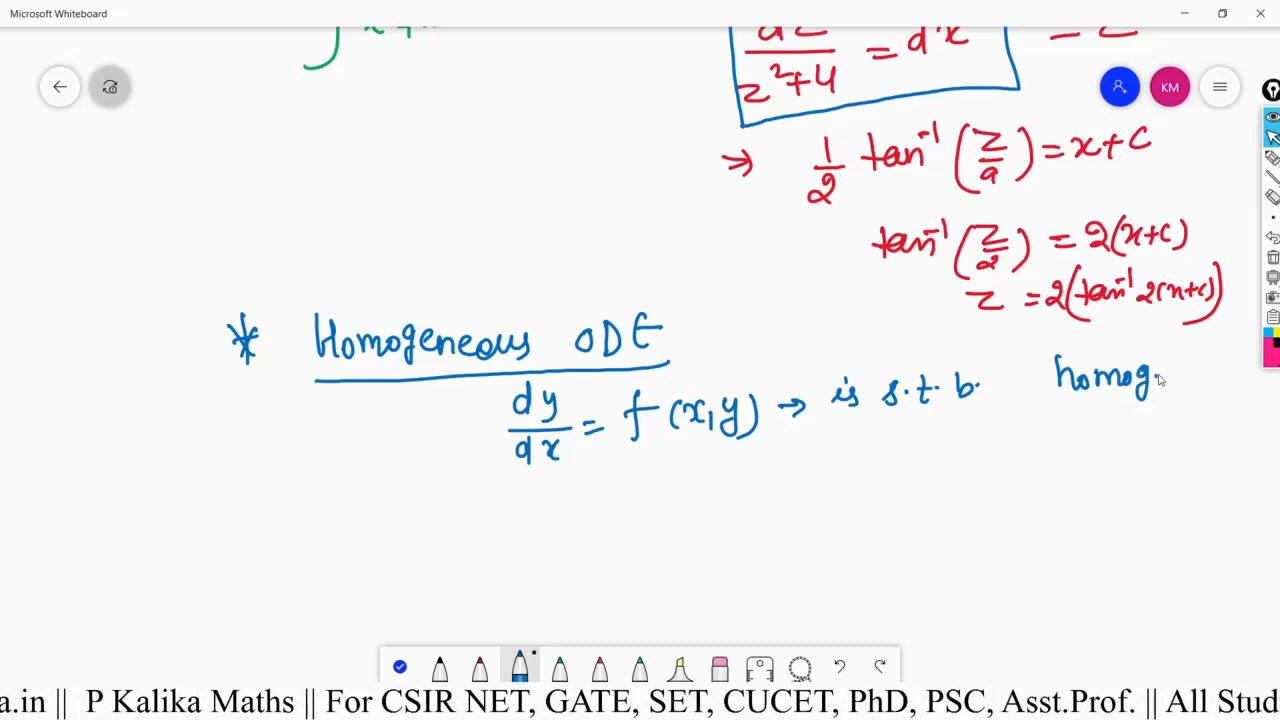 Microsoft Whiteboard
dz/(z²+4) = dx
KM
→ 1/2 tan⁻¹(z/a) = x+c
tan⁻¹(z/2) = 2(x+c)
z = 2(tan⁻¹ 2(x+c))
* Homogeneous ODE
dy/dx = f(x,y) → is s.t.b. homog.
a.in || P Kalika Maths || For CSIR NET, GATE, SET, CUCET, PhD, PSC, Asst.Prof. || All Stud